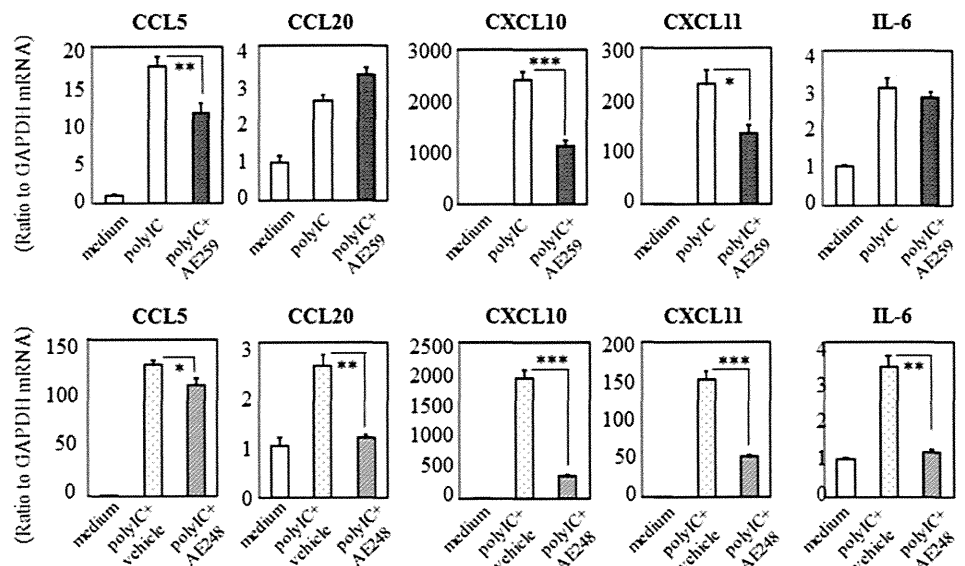 CCL5 CCL20 CXCL10 CXCL11 IL-6
(Ratio to GAPDH mRNA)
20 15 10 5 0
**
medium polyIC polyIC+ AE259
4 3 2 1 0
medium polyIC polyIC+ AE259
3000 2000 1000 0
***
medium polyIC polyIC+ AE259
300 200 100 0
*
medium polyIC polyIC+ AE259
4 3 2 1 0
medium polyIC polyIC+ AE259
CCL5 CCL20 CXCL10 CXCL11 IL-6
(Ratio to GAPDH mRNA)
150 100 50 0
*
medium polyIC+ vehicle polyIC+ AE248
3 2 1 0
**
medium polyIC+ vehicle polyIC+ AE248
2500 2000 1500 1000 500 0
***
medium polyIC+ vehicle polyIC+ AE248
200 150 100 50 0
***
medium polyIC+ vehicle polyIC+ AE248
4 3 2 1 0
**
medium polyIC+ vehicle polyIC+ AE248